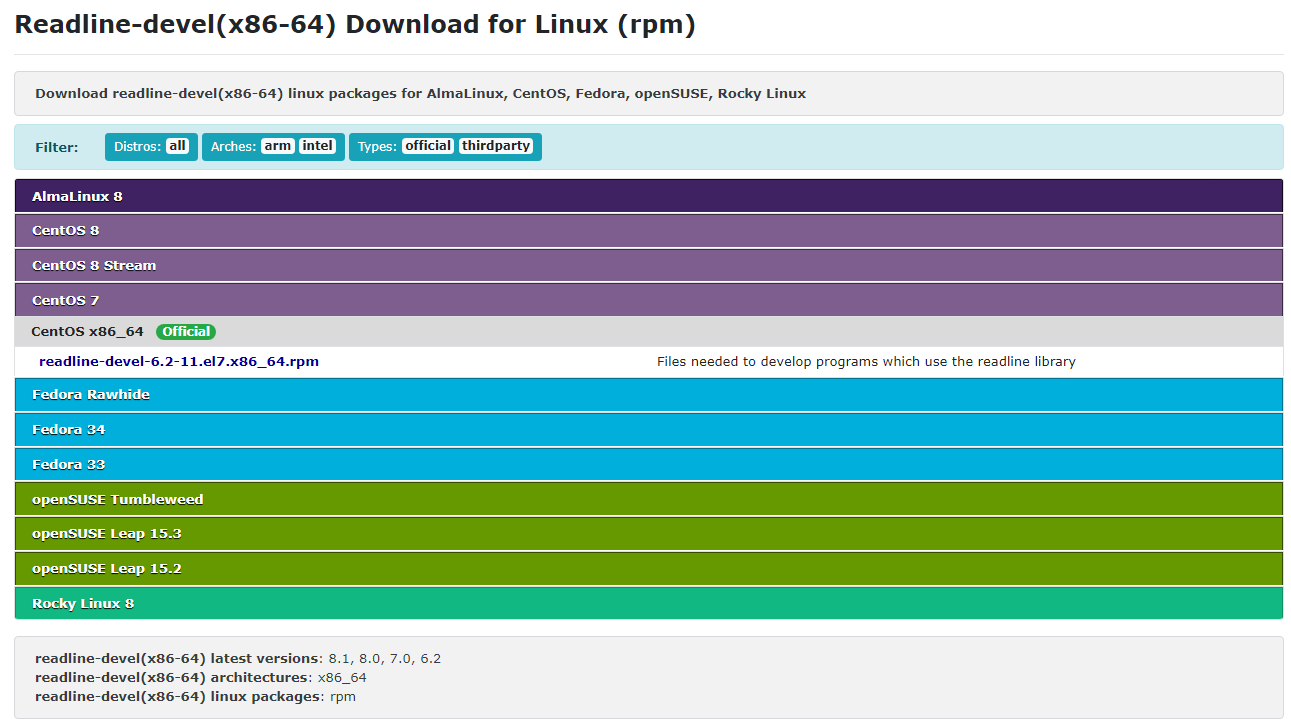 Readline-devel(x86-64) Download for Linux (rpm)
Download readline-devel(x86-64) linux packages for AlmaLinux, CentOS, Fedora, openSUSE, Rocky Linux
Filter: Distros: all Arches: arm intel Types: official thirdparty
AlmaLinux 8
CentOS 8
CentOS 8 Stream
CentOS 7
CentOS x86_64 Official
readline-devel-6.2-11.el7.x86_64.rpm Files needed to develop programs which use the readline library
Fedora Rawhide
Fedora 34
Fedora 33
openSUSE Tumbleweed
openSUSE Leap 15.3
openSUSE Leap 15.2
Rocky Linux 8
readline-devel(x86-64) latest versions: 8.1, 8.0, 7.0, 6.2
readline-devel(x86-64) architectures: x86_64
readline-devel(x86-64) linux packages: rpm